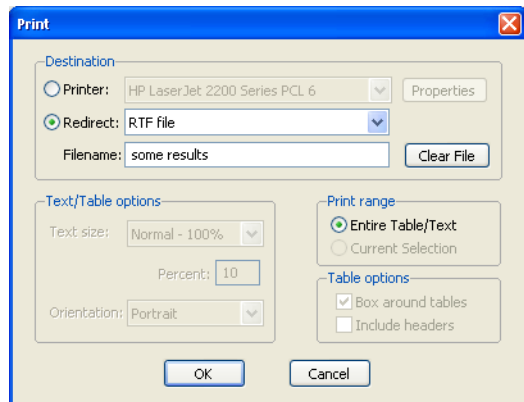 Print
Destination
Printer: HP LaserJet 2200 Series PCL 6 Properties
Redirect: RTF file
Filename: some results Clear File
Text/Table options
Text size: Normal - 100%
Percent: 10
Orientation: Portrait
Print range
Entire Table/Text
Current Selection
Table options
Box around tables
Include headers
OK Cancel